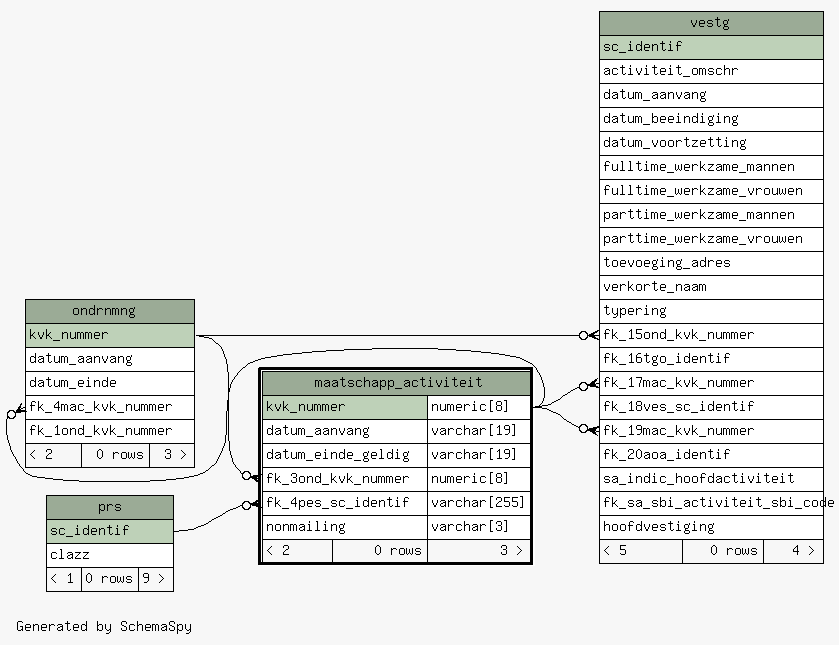 vestg
sc_identif
activiteit_omschr
datum_aanvang
datum_beeindiging
datum_voortzetting
fulltime_werkzame_mannen
fulltime_werkzame_vrouwen
parttime_werkzame_mannen
parttime_werkzame_vrouwen
toevoeging_adres
verkorte_naam
typering
fk_15ond_kvk_nummer
fk_16tgo_identif
fk_17mac_kvk_nummer
fk_18ves_sc_identif
fk_19mac_kvk_nummer
fk_20aoa_identif
sa_indic_hoofdactiviteit
fk_sa_sbi_activiteit_sbi_code
hoofdvestiging
< 5 0 rows 4 >
ondrnmng
kvk_nummer
datum_aanvang
datum_einde
fk_4mac_kvk_nummer
fk_1ond_kvk_nummer
< 2 0 rows 3 >
maatschapp_activiteit
kvk_nummer numeric[8]
datum_aanvang varchar[19]
datum_einde_geldig varchar[19]
fk_3ond_kvk_nummer numeric[8]
fk_4pes_sc_identif varchar[255]
nonmailing varchar[3]
< 2 0 rows 3 >
prs
sc_identif
clazz
< 1 0 rows 9 >
Generated by SchemaSpy